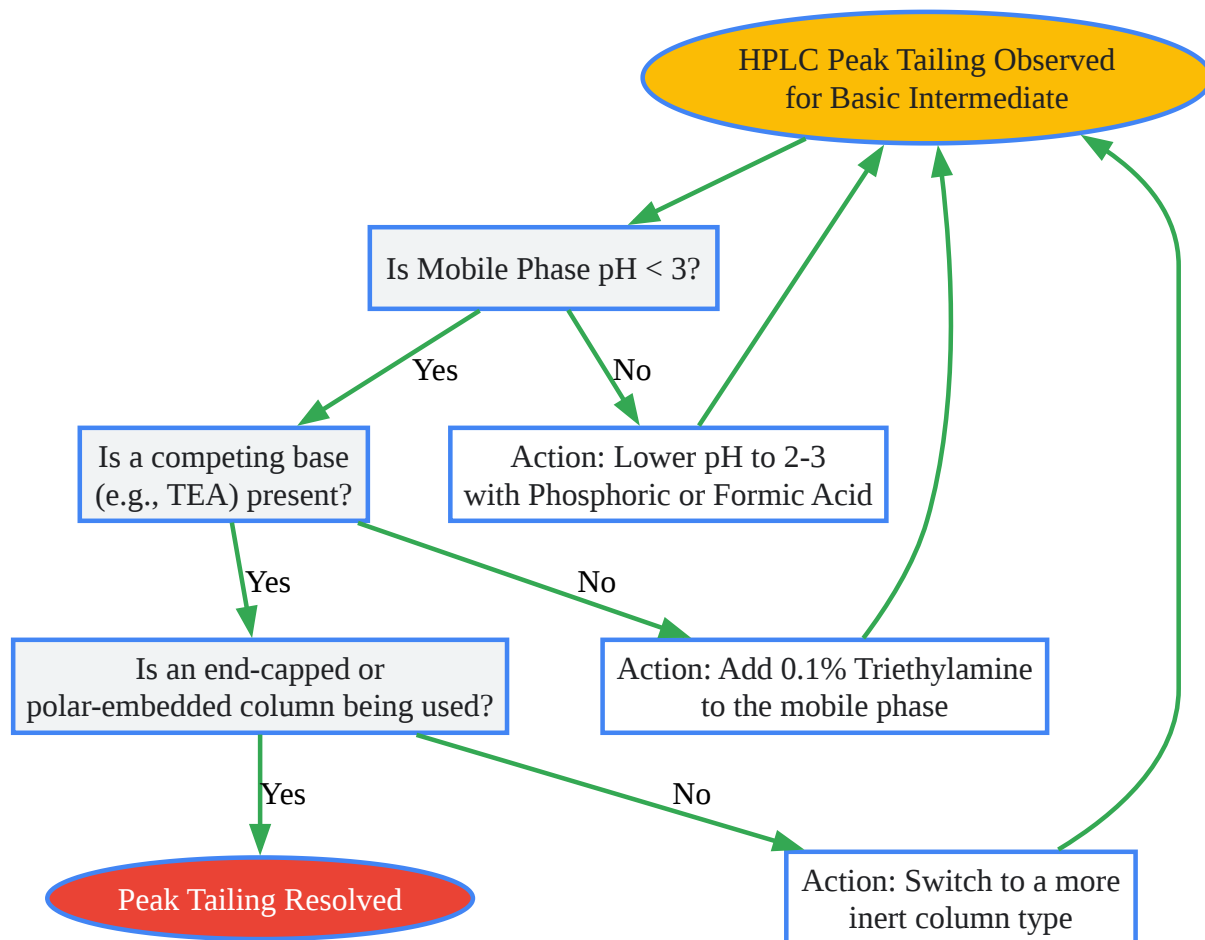 HPLC Peak Tailing Observed
for Basic Intermediate
Is Mobile Phase pH < 3?
Yes
No
Is a competing base
(e.g., TEA) present?
Action: Lower pH to 2-3
with Phosphoric or Formic Acid
Yes
No
Is an end-capped or
polar-embedded column being used?
Action: Add 0.1% Triethylamine
to the mobile phase
Yes
No
Peak Tailing Resolved
Action: Switch to a more
inert column type